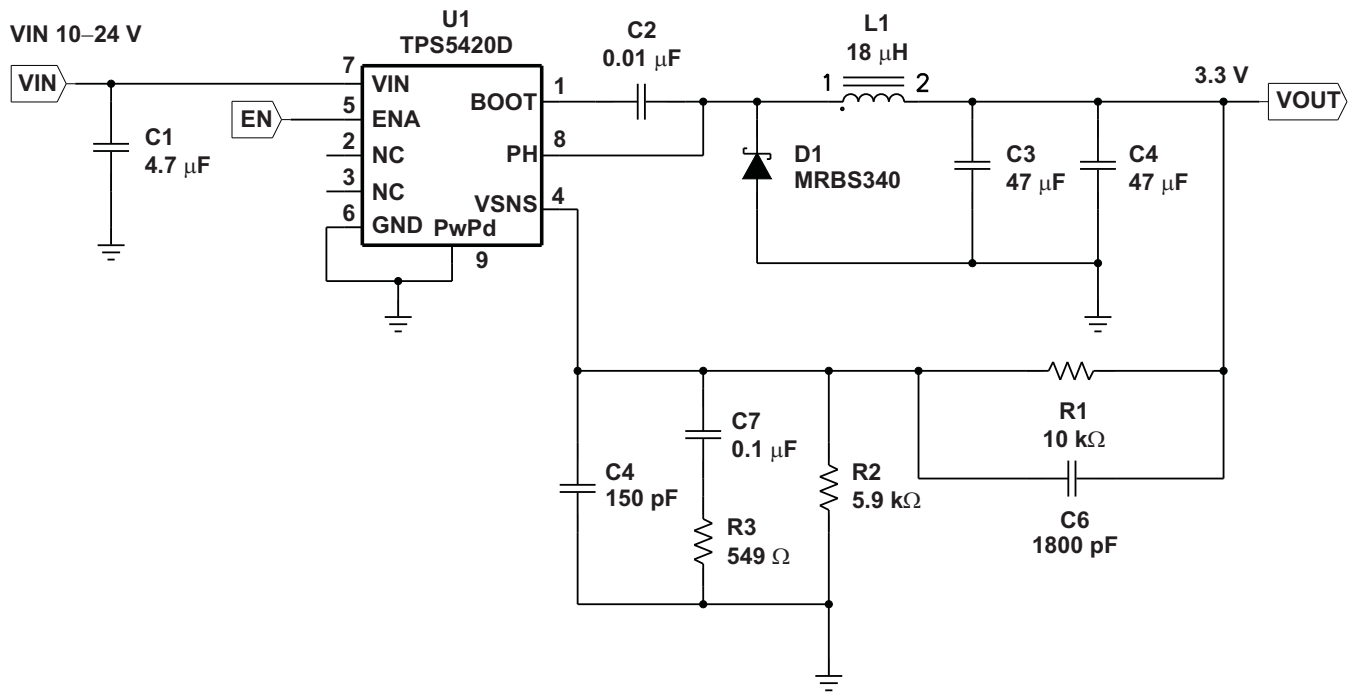 VIN 10–24 V
VIN
C1
4.7 μF
EN
U1
TPS5420D
7
VIN
5
ENA
2
NC
3
NC
6
GND
BOOT
1
PH
8
VSNS
4
PwPd
9
C2
0.01 μF
L1
18 μH
1
2
3.3 V
VOUT
D1
MRBS340
C3
47 μF
C4
47 μF
R1
10 kΩ
C7
0.1 μF
C4
150 pF
R2
5.9 kΩ
R3
549 Ω
C6
1800 pF